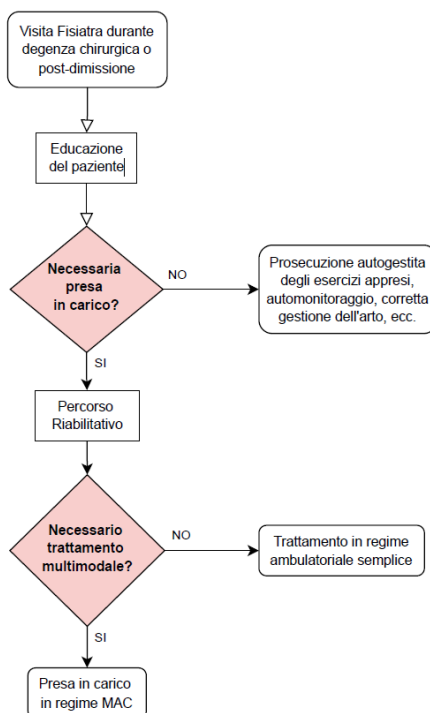 Visita Fisiatra durante
degenza chirurgica o
post-dimissione
Educazione
del paziente
Necessaria
presa
in carico?
NO
Prosecuzione autogestita
degli esercizi appresi,
automonitoraggio, corretta
gestione dell'arto, ecc.
SI
Percorso
Riabilitativo
Necessario
trattamento
multimodale?
NO
Trattamento in regime
ambulatoriale semplice
SI
Presa in carico
in regime MAC